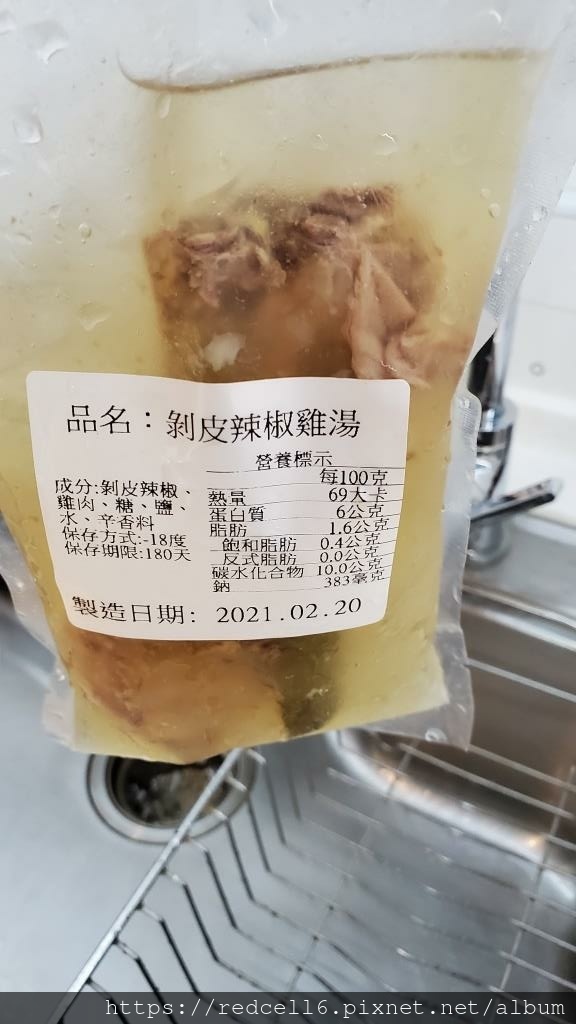 品名：剝皮辣椒雞湯
成分:剝皮辣椒、
雞肉、糖、鹽、
水、辛香料
保存方式:-18度
保存期限:180天
營養標示
每100克
熱量 69大卡
蛋白質 6公克
脂肪 1.6公克
飽和脂肪 0.4公克
反式脂肪 0.0公克
碳水化合物 10.0公克
鈉 383毫克
製造日期: 2021.02.20
https://redcell6.pixnet.net/album